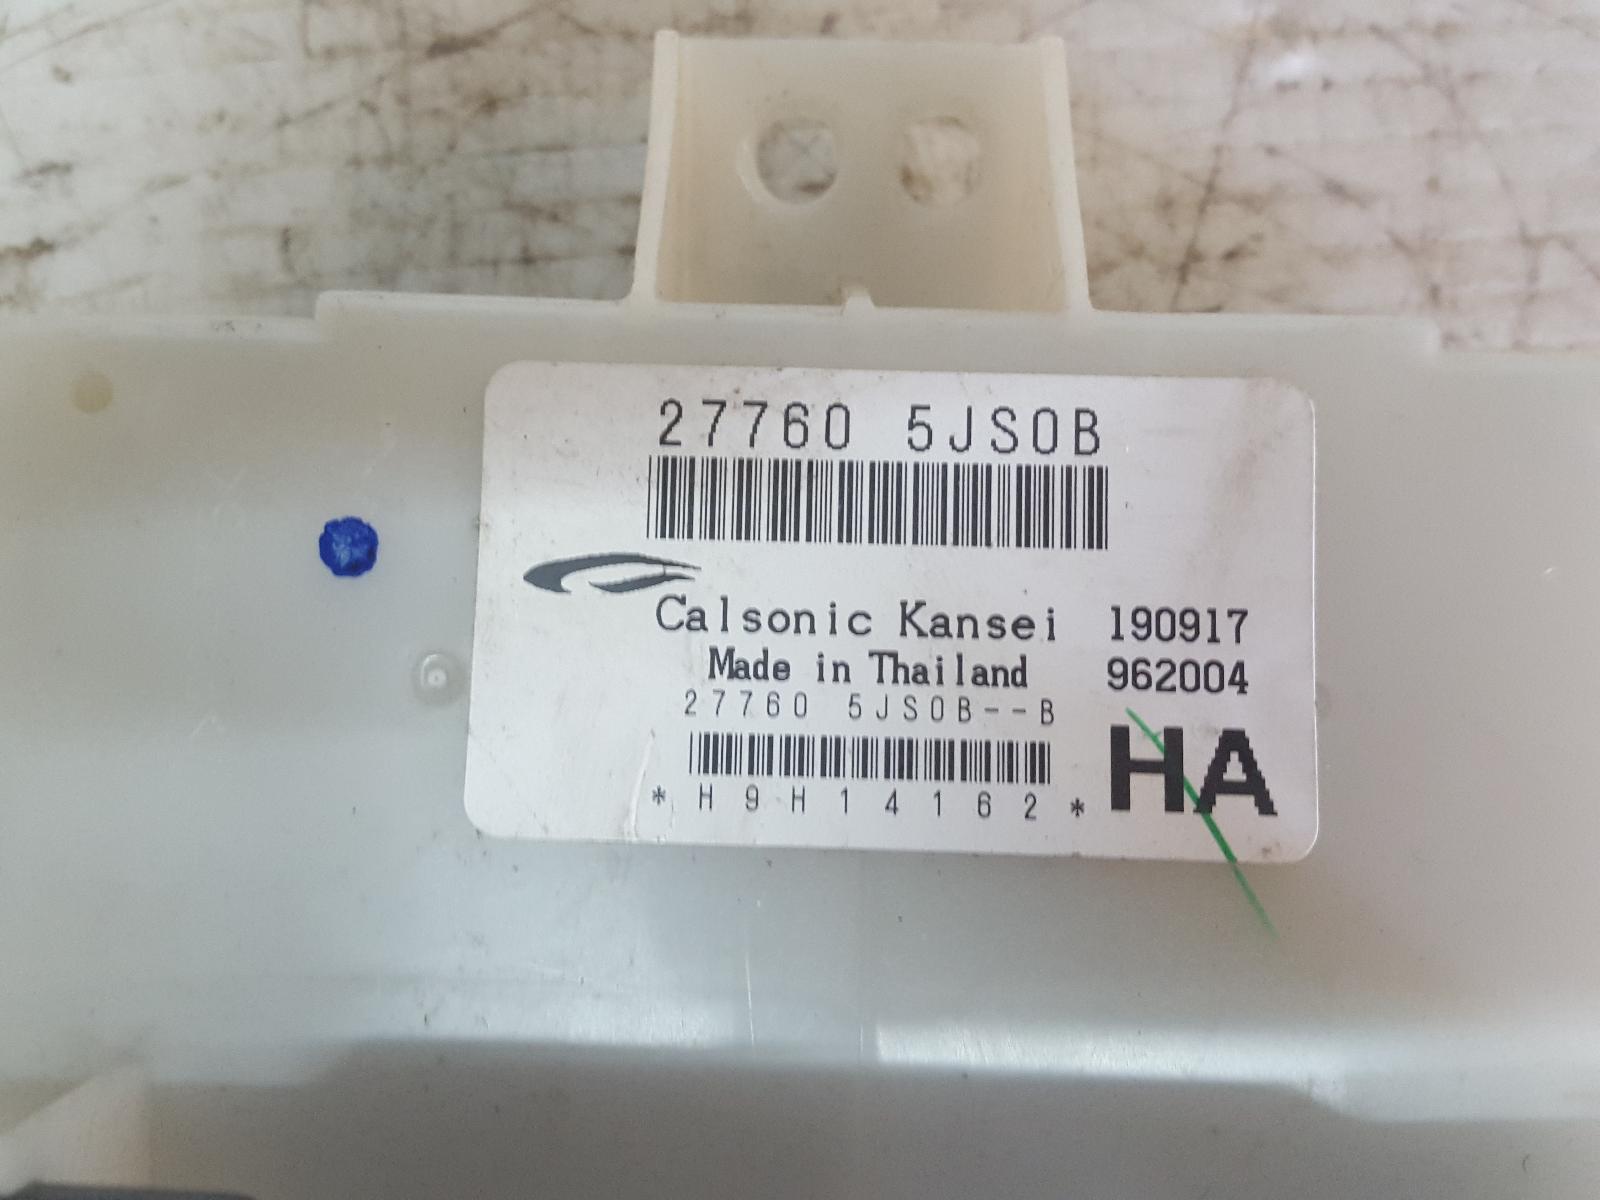 27760 5JS0B
Calsonic Kansei 190917
Made in Thailand 962004
27760 5JS0B--B
HA
*H9H14162*